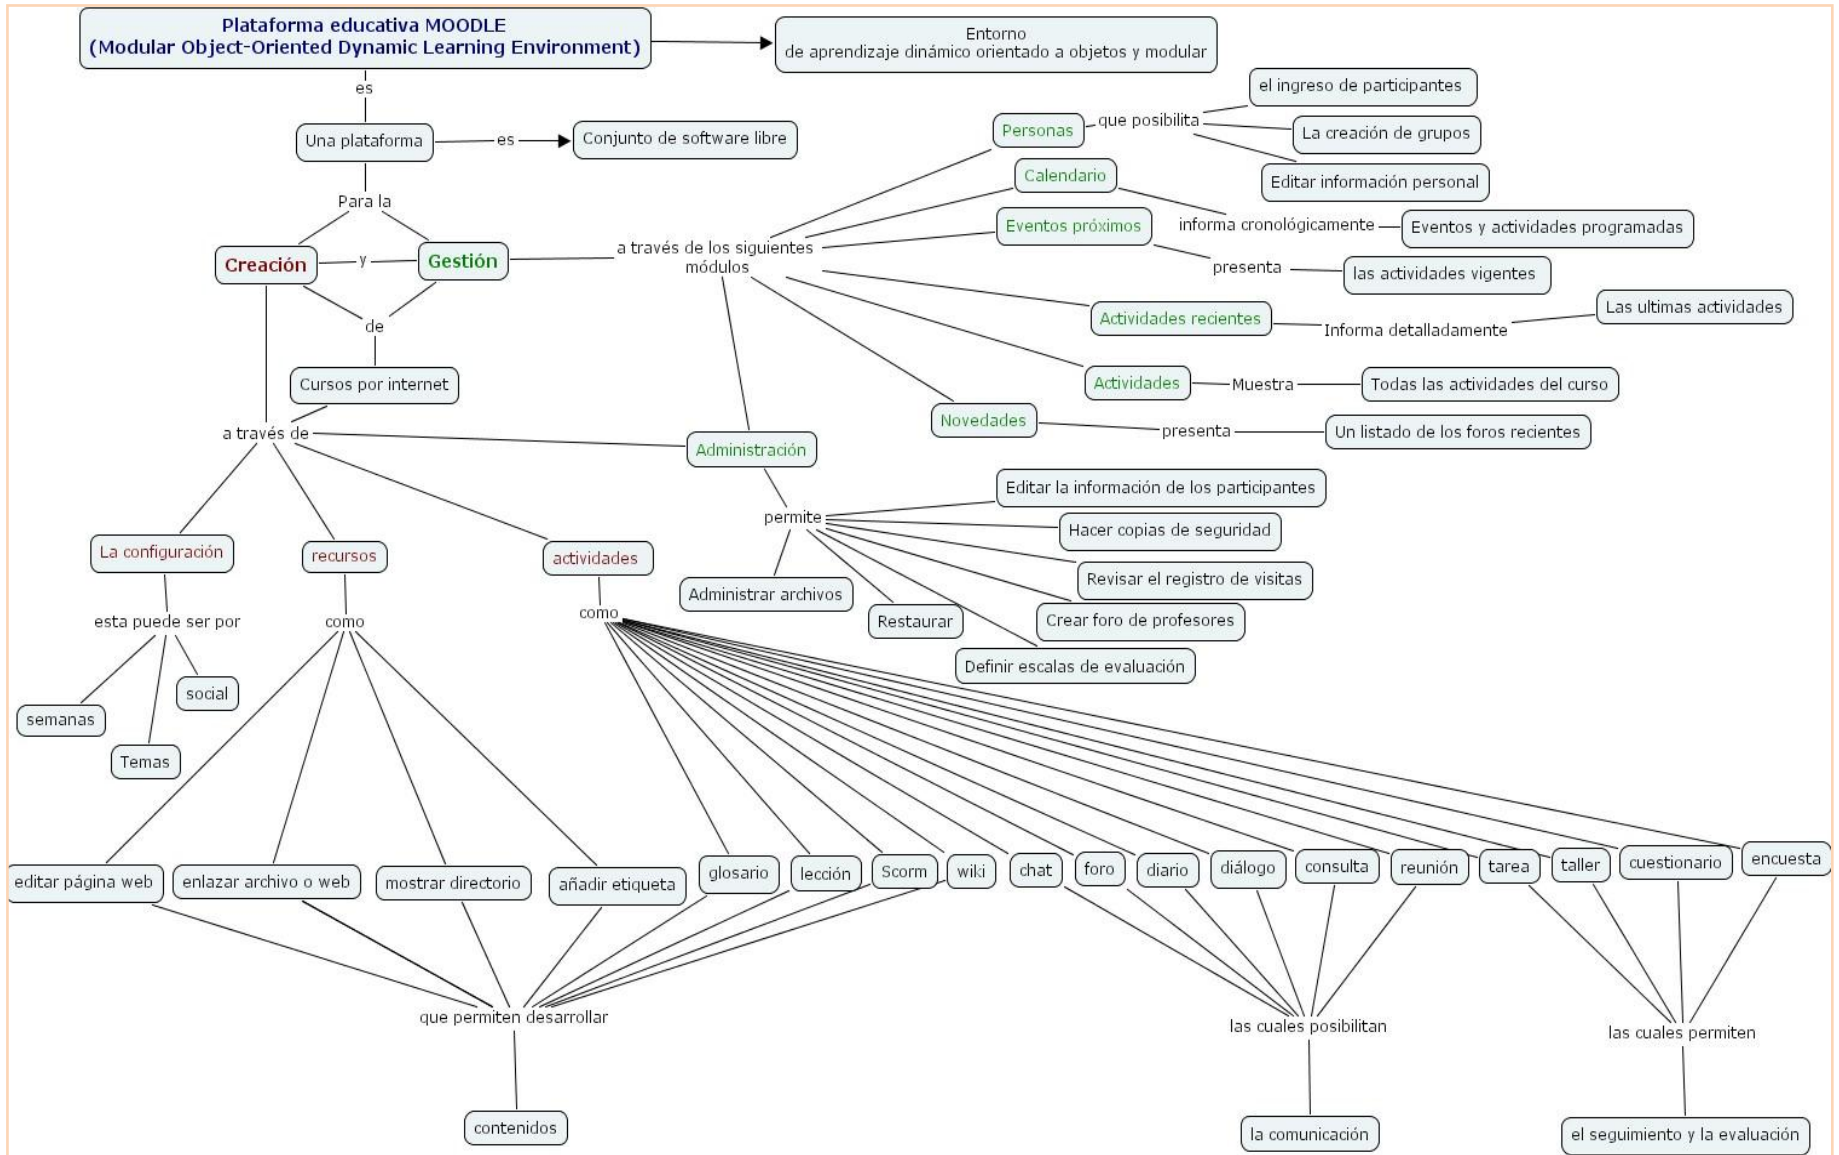 Plataforma educativa MOODLE
(Modular Object-Oriented Dynamic Learning Environment)
Entorno
de aprendizaje dinámico orientado a objetos y modular
es
Una plataforma
es
Conjunto de software libre
Para la
Creación
y
Gestión
de
Cursos por internet
a través de los siguientes
módulos
Personas
que posibilita
el ingreso de participantes
La creación de grupos
Editar información personal
Calendario
informa cronológicamente
Eventos y actividades programadas
Eventos próximos
presenta
las actividades vigentes
Actividades recientes
Informa detalladamente
Las ultimas actividades
Actividades
Muestra
Todas las actividades del curso
Novedades
presenta
Un listado de los foros recientes
a través de
Administración
permite
Editar la información de los participantes
Hacer copias de seguridad
Revisar el registro de visitas
Crear foro de profesores
Definir escalas de evaluación
Restaurar
Administrar archivos
La configuración
esta puede ser por
semanas
Temas
social
recursos
como
editar página web
enlazar archivo o web
mostrar directorio
añadir etiqueta
actividades
como
glosario
lección
Scorm
wiki
chat
foro
diario
diálogo
consulta
reunión
tarea
taller
cuestionario
encuesta
que permiten desarrollar
contenidos
las cuales posibilitan
la comunicación
las cuales permiten
el seguimiento y la evaluación